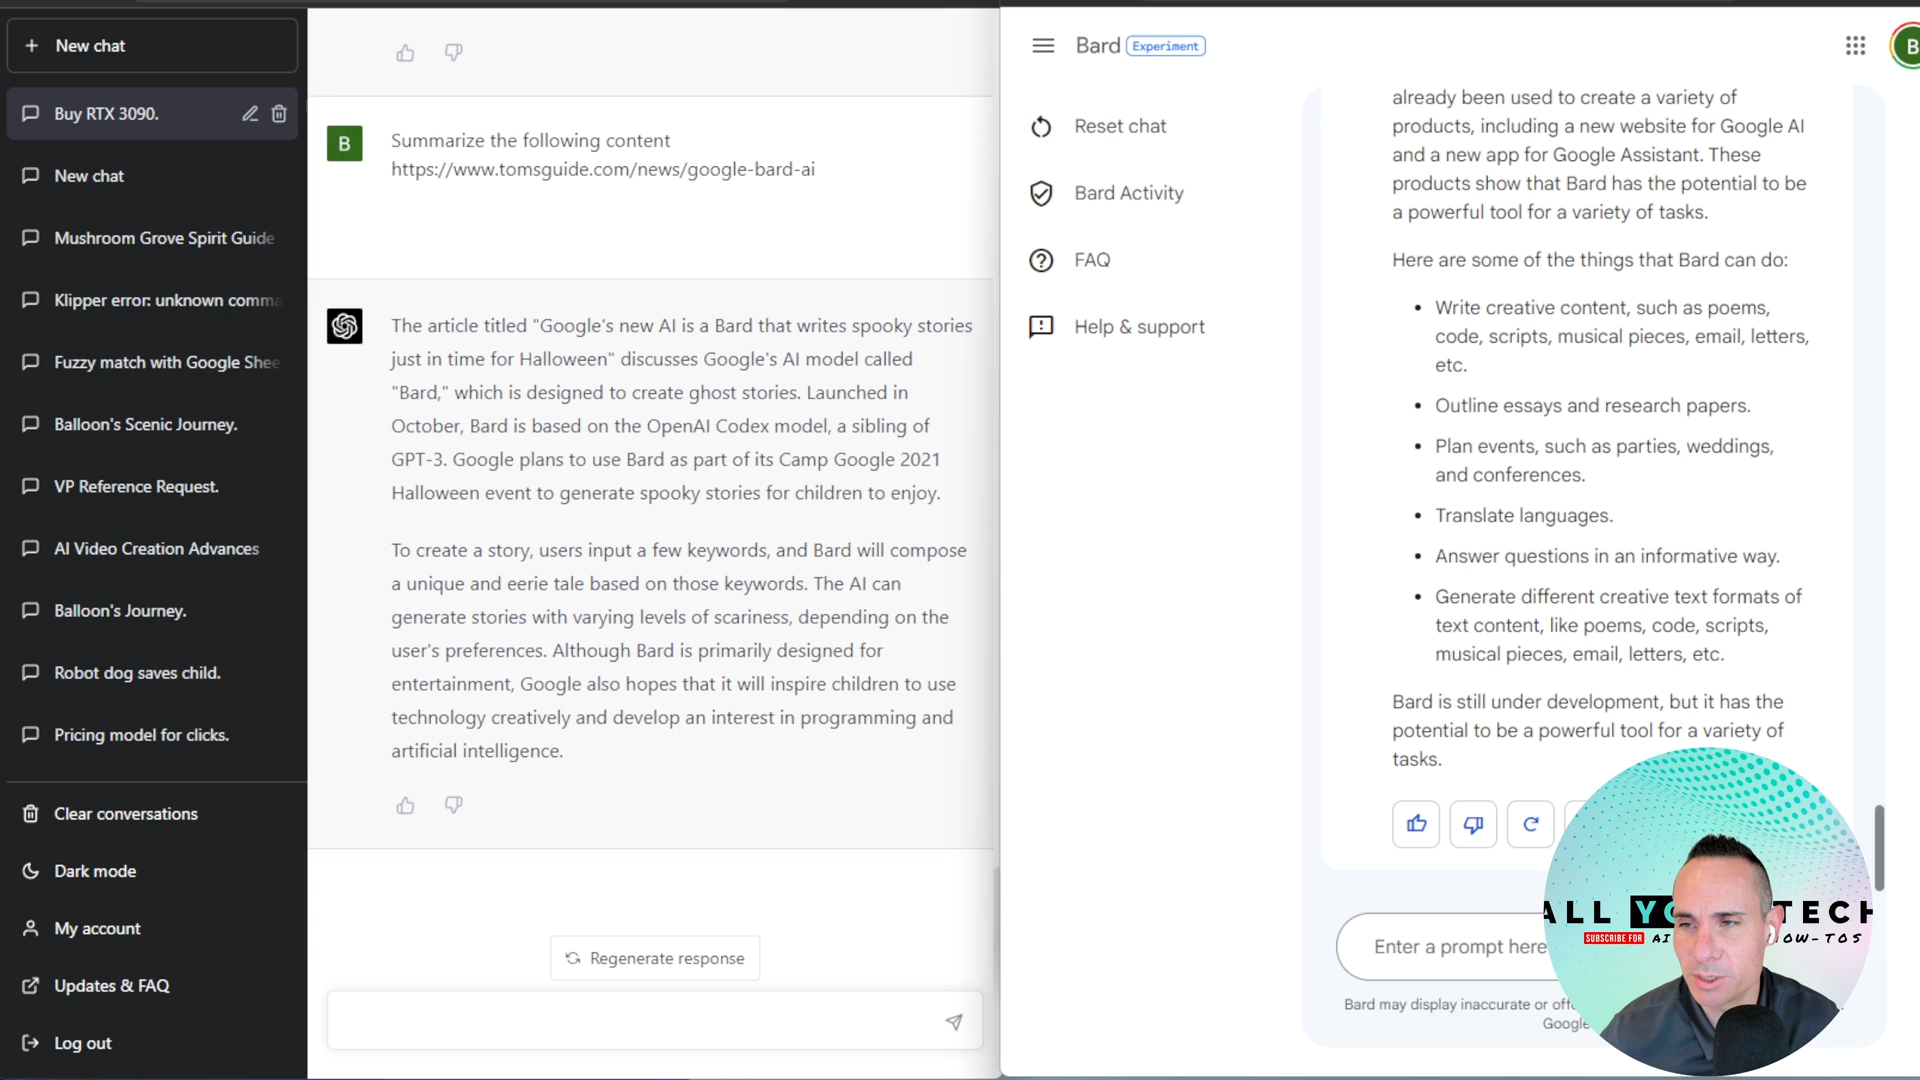 New chat
Buy RTX 3090.
New chat
Mushroom Grove Spirit Guide
Klipper error: unknown comma
Fuzzy match with Google Shee
Balloon's Scenic Journey.
VP Reference Request.
AI Video Creation Advances
Balloon's Journey.
Robot dog saves child.
Pricing model for clicks.
Clear conversations
Dark mode
My account
Updates & FAQ
Log out
B
Summarize the following content
https://www.tomsguide.com/news/google-bard-ai
The article titled "Google's new AI is a Bard that writes spooky stories
just in time for Halloween" discusses Google's AI model called
"Bard," which is designed to create ghost stories. Launched in
October, Bard is based on the OpenAI Codex model, a sibling of
GPT-3. Google plans to use Bard as part of its Camp Google 2021
Halloween event to generate spooky stories for children to enjoy.
To create a story, users input a few keywords, and Bard will compose
a unique and eerie tale based on those keywords. The AI can
generate stories with varying levels of scariness, depending on the
user's preferences. Although Bard is primarily designed for
entertainment, Google also hopes that it will inspire children to use
technology creatively and develop an interest in programming and
artificial intelligence.
Regenerate response
Bard Experiment
B
Reset chat
Bard Activity
FAQ
Help & support
already been used to create a variety of
products, including a new website for Google AI
and a new app for Google Assistant. These
products show that Bard has the potential to be
a powerful tool for a variety of tasks.
Here are some of the things that Bard can do:
• Write creative content, such as poems,
code, scripts, musical pieces, email, letters,
etc.
• Outline essays and research papers.
• Plan events, such as parties, weddings,
and conferences.
• Translate languages.
• Answer questions in an informative way.
• Generate different creative text formats of
text content, like poems, code, scripts,
musical pieces, email, letters, etc.
Bard is still under development, but it has the
potential to be a powerful tool for a variety of
tasks.
Enter a prompt here
Bard may display inaccurate or
Google
ALL YO TECH
SUBSCRIBE FOR AI OW-TOS